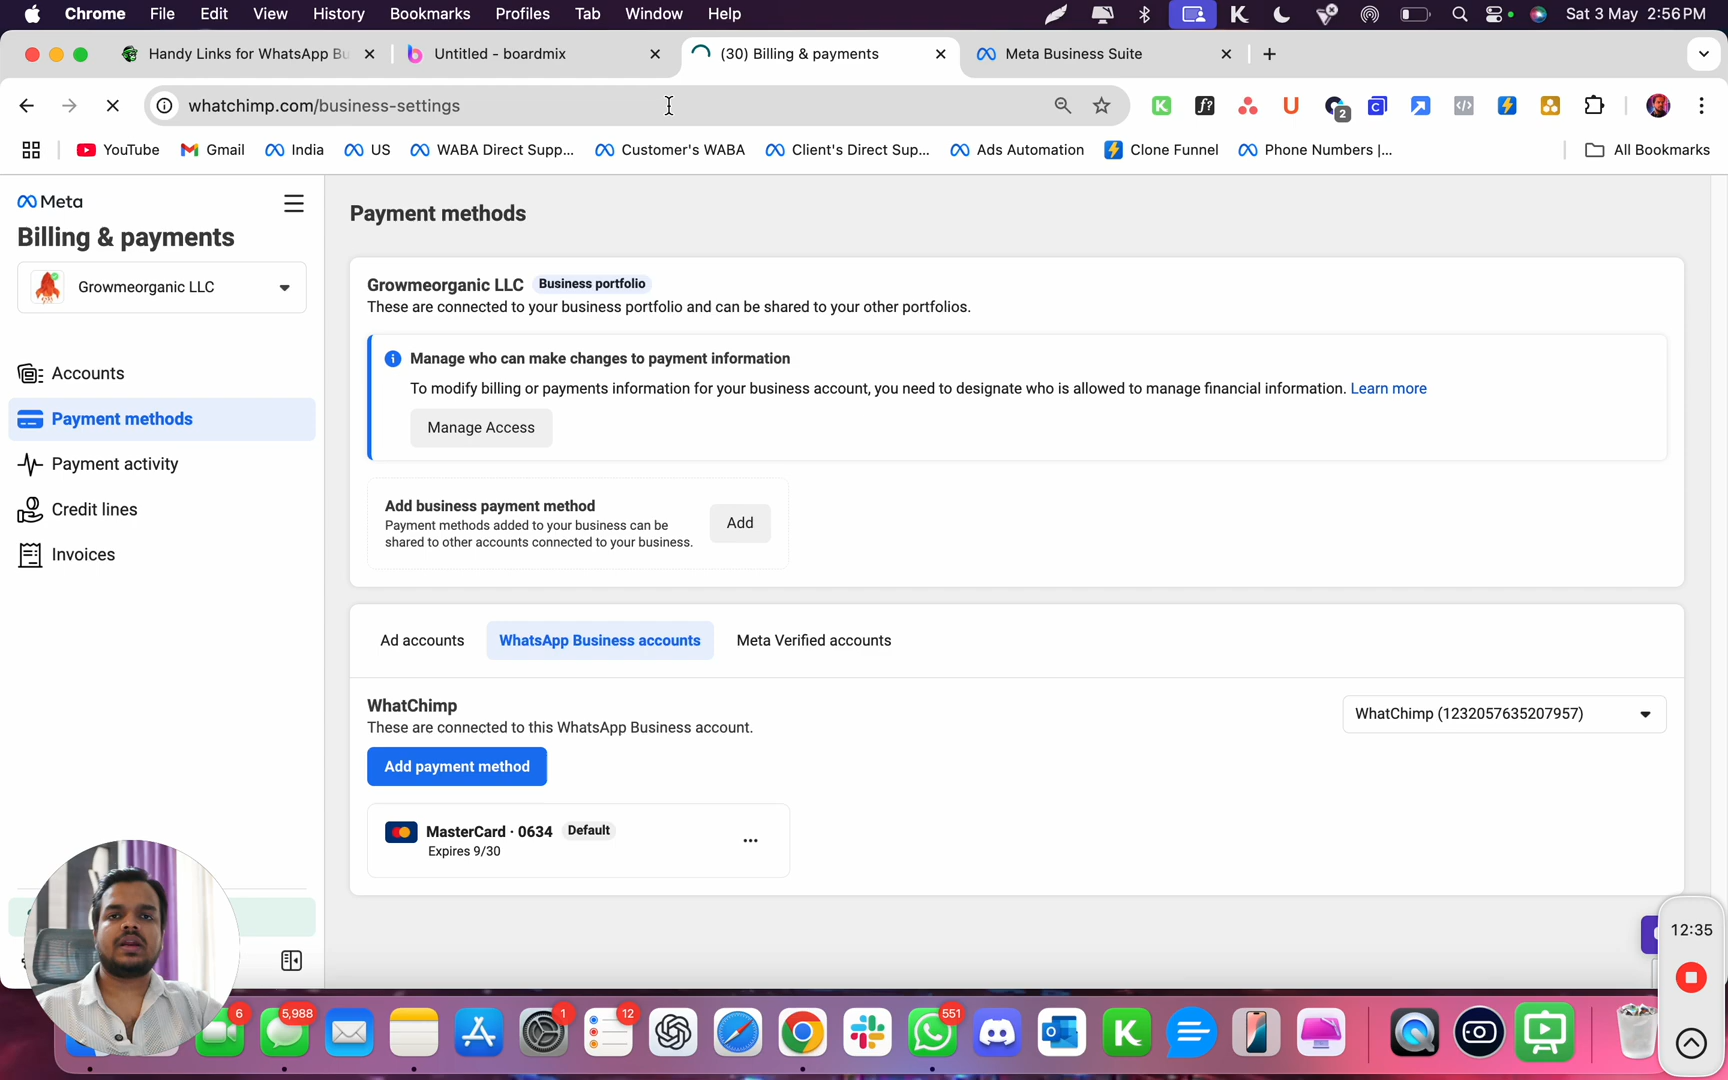 Chrome File Edit View History Bookmarks Profiles Tab Window Help Sat 3 May 2:56 PM
Handy Links for WhatsApp Bu
Untitled - boardmix
(30) Billing & payments
Meta Business Suite
whatchimp.com/business-settings
2
YouTube Gmail India US WABA Direct Supp... Customer's WABA Client's Direct Sup... Ads Automation Clone Funnel Phone Numbers |... All Bookmarks
Meta
Billing & payments
Growmeorganic LLC
Accounts
Payment methods
Payment activity
Credit lines
Invoices
Payment methods
Growmeorganic LLC Business portfolio
These are connected to your business portfolio and can be shared to your other portfolios.
Manage who can make changes to payment information
To modify billing or payments information for your business account, you need to designate who is allowed to manage financial information. Learn more
Manage Access
Add business payment method
Payment methods added to your business can be
shared to other accounts connected to your business.
Add
Ad accounts WhatsApp Business accounts Meta Verified accounts
WhatChimp
These are connected to this WhatsApp Business account.
WhatChimp (1232057635207957)
Add payment method
MasterCard · 0634 Default
Expires 9/30
12:35
6 5,988 1 12 551